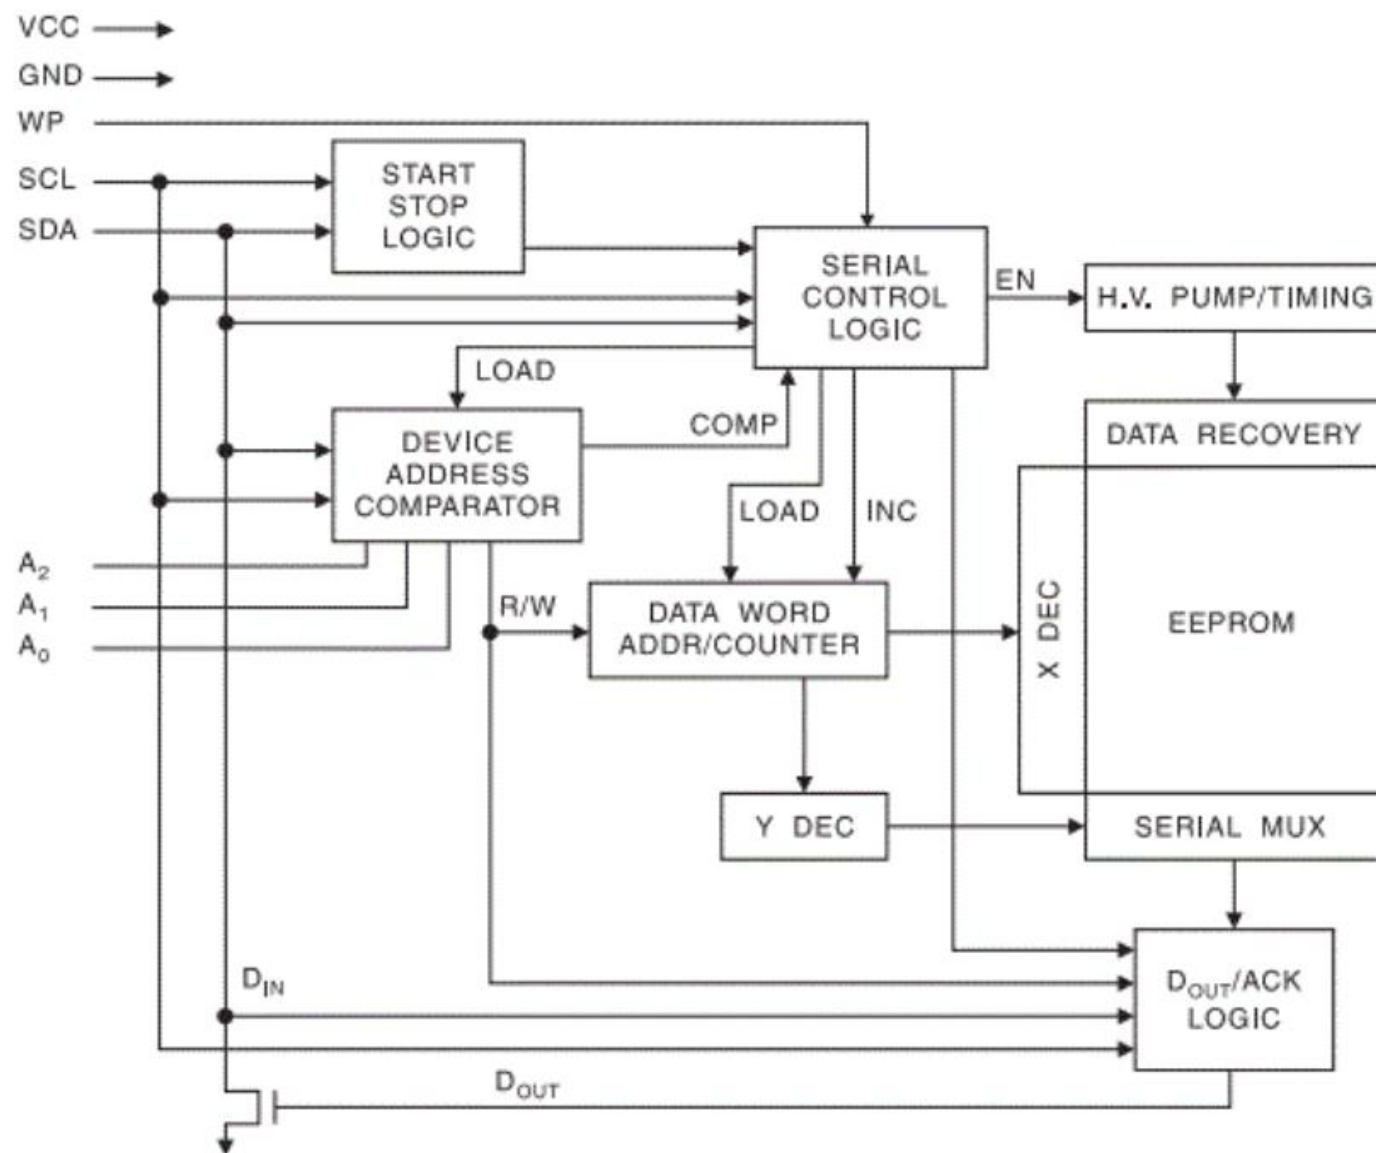 VCC
GND
WP
SCL
SDA
START
STOP
LOGIC
SERIAL
CONTROL
LOGIC
EN
H.V. PUMP/TIMING
LOAD
COMP
DEVICE
ADDRESS
COMPARATOR
DATA RECOVERY
LOAD
INC
A2
A1
A0
R/W
DATA WORD
ADDR/COUNTER
X DEC
EEPROM
Y DEC
SERIAL MUX
DIN
DOUT/ACK
LOGIC
DOUT